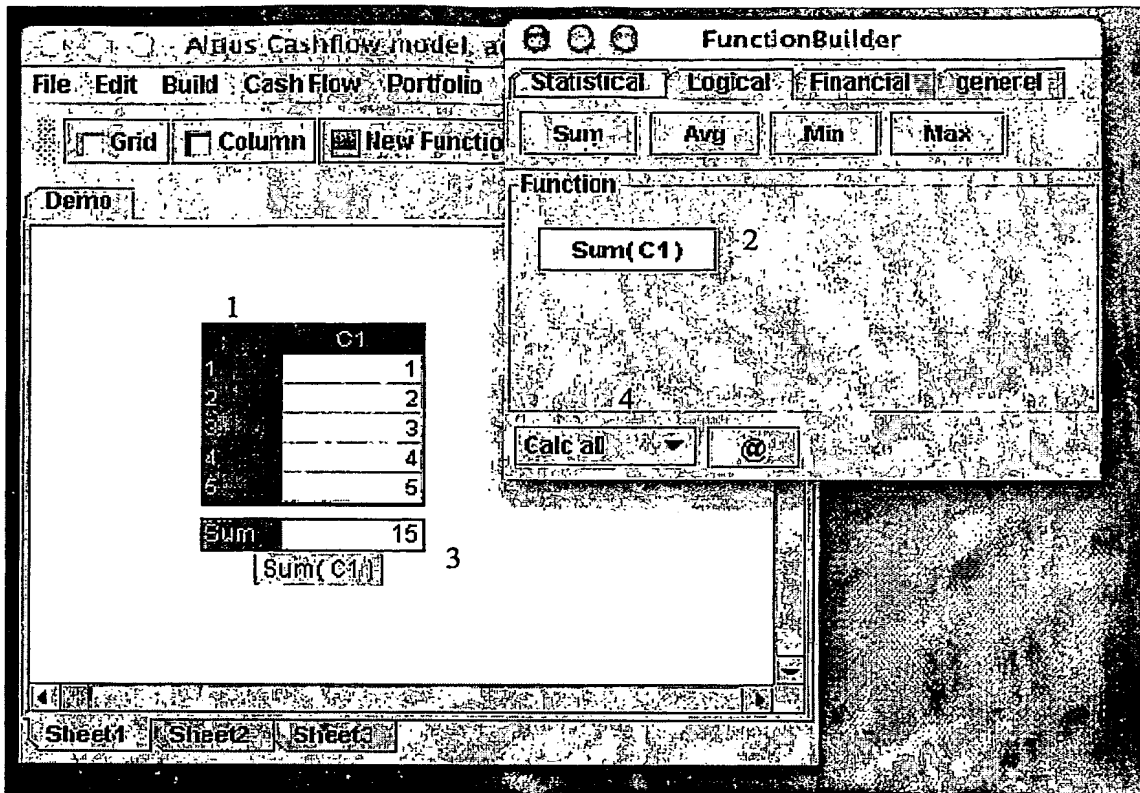 Cashflow model, a
File Edit Build Cash Flow Portfolio
Grid Column New Functio
Demo
1
C1
1 1
2 2
3 3
4 4
5 5
Sum 15
Sum( C1 )
3
Sheet1 Sheet2 Sheet3
FunctionBuilder
Statistical Logical Financial generel
Sum Avg Min Max
Function
Sum( C1 )
2
4
Calc all @